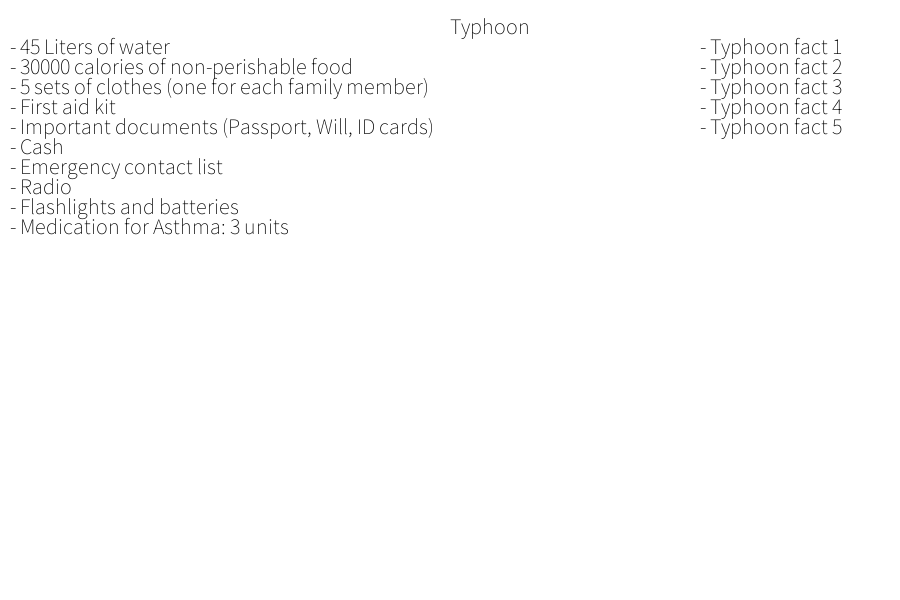 Typhoon
- 45 Liters of water
- 30000 calories of non-perishable food
- 5 sets of clothes (one for each family member)
- First aid kit
- Important documents (Passport, Will, ID cards)
- Cash
- Emergency contact list
- Radio
- Flashlights and batteries
- Medication for Asthma: 3 units
- Typhoon fact 1
- Typhoon fact 2
- Typhoon fact 3
- Typhoon fact 4
- Typhoon fact 5